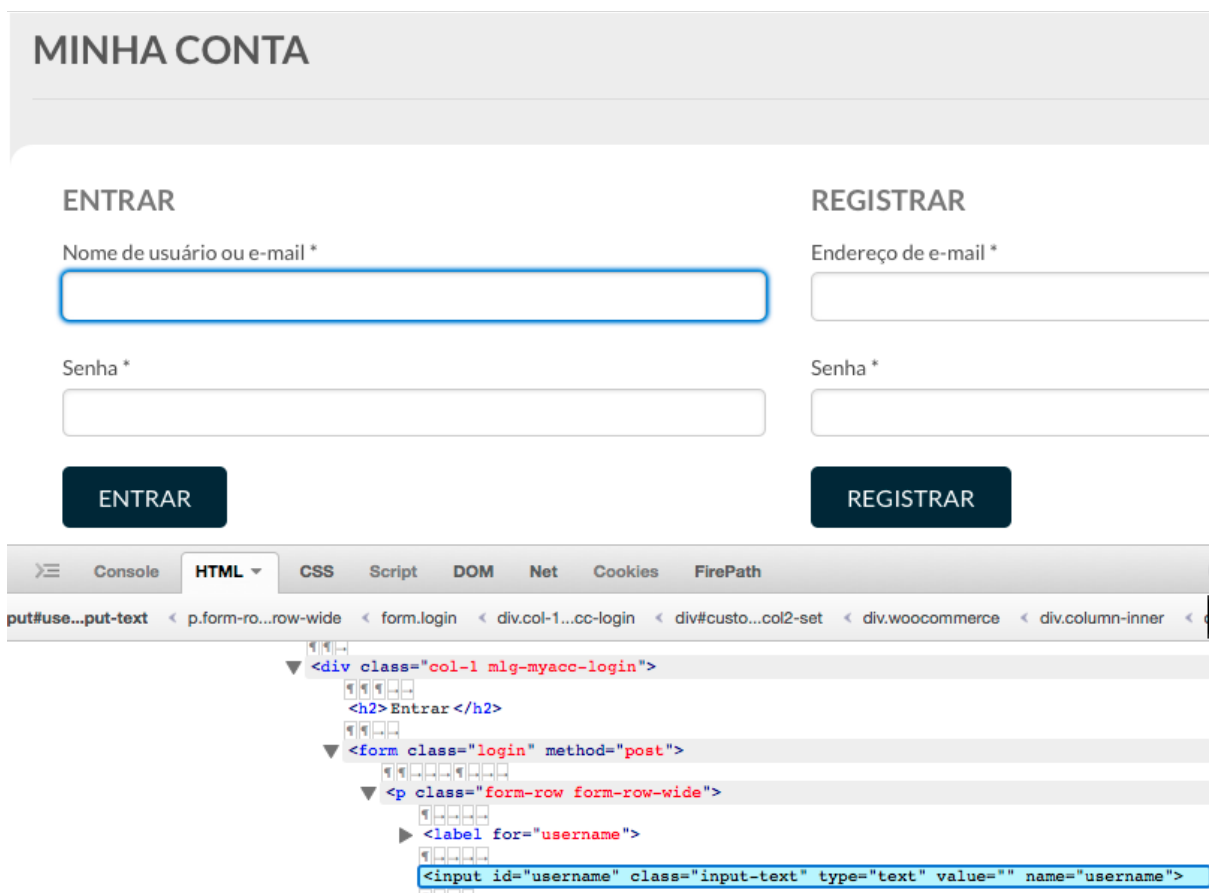 MINHA CONTA
ENTRAR
REGISTRAR
Nome de usuário ou e-mail *
Endereço de e-mail *
Senha *
Senha *
ENTRAR
REGISTRAR
Console HTML CSS Script DOM Net Cookies FirePath
put#use...put-text < p.form-ro...row-wide < form.login < div.col-1...cc-login < div#custo...col2-set < div.woocommerce < div.column-inner <
<div class="col-1 mlg-myacc-login">
<h2>Entrar</h2>
<form class="login" method="post">
<p class="form-row form-row-wide">
<label for="username">
<input id="username" class="input-text" type="text" value="" name="username">